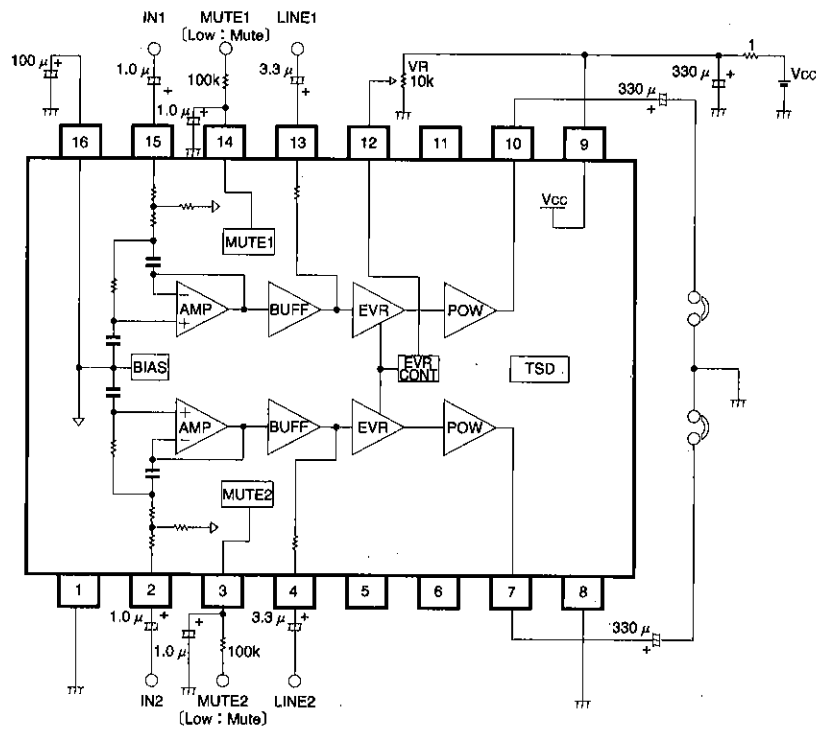 IN1 MUTE1 LINE1
(Low : Mute)
100 μ + 1.0 μ + 100k 3.3 μ + VR 10k 330 μ + 330 μ + 1 Vcc
1.0 μ +
16 15 14 13 12 11 10 9
Vcc
MUTE1
− AMP + BUFF EVR POW
BIAS EVR CONT TSD
+ AMP − BUFF EVR POW
MUTE2
1 2 3 4 5 6 7 8
1.0 μ + 1.0 μ + 100k 3.3 μ + 330 μ +
IN2 MUTE2 LINE2
(Low : Mute)